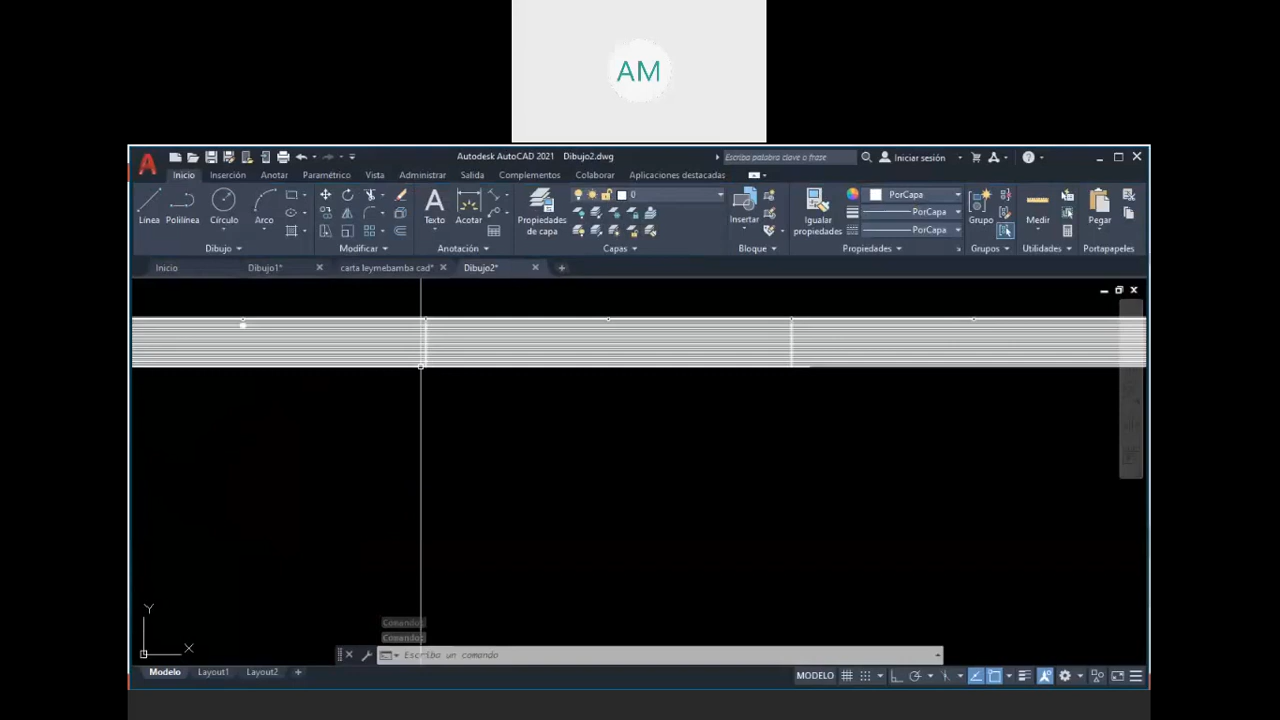 AM
Autodesk AutoCAD 2021 Dibujo2.dwg
Escriba palabra clave o frase
Iniciar sesión
Inicio Inserción Anotar Paramétrico Vista Administrar Salida Complementos Colaborar Aplicaciones destacadas
0
PorCapa
PorCapa
PorCapa
Línea Polilínea Círculo Arco
Texto Acotar
Propiedades de capa
Insertar
Igualar propiedades
Grupo
Medir
Pegar
Dibujo Modificar Anotación Capas Bloque Propiedades Grupos Utilidades Portapapeles
Inicio Dibujo1* carta leymebamba cad* Dibujo2*
Y
X
Comando:
Comando:
Escriba un comando
Modelo Layout1 Layout2
MODELO